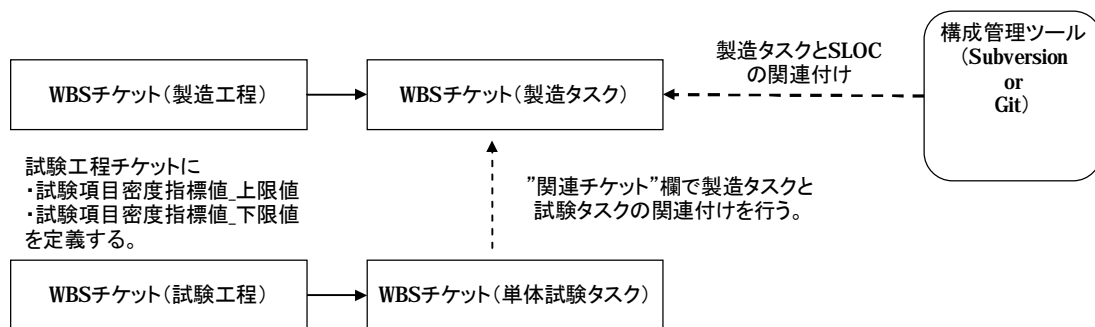 構成管理ツール
（Subversion
or
Git）
製造タスクとSLOC
の関連付け
WBSチケット（製造工程）
WBSチケット（製造タスク）
試験工程チケットに
・試験項目密度指標値_上限値
・試験項目密度指標値_下限値
を定義する。
”関連チケット”欄で製造タスクと
試験タスクの関連付けを行う。
WBSチケット（試験工程）
WBSチケット（単体試験タスク）